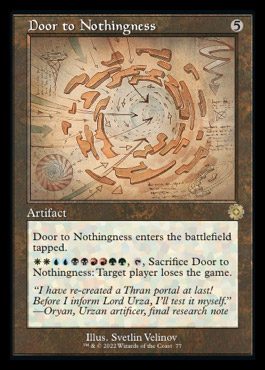 Door to Nothingness 5
Artifact
Door to Nothingness enters the battlefield
tapped.
, Sacrifice Door to
Nothingness: Target player loses the game.
“I have re-created a Thran portal at last!
Before I inform Lord Urza, I’ll test it myself.”
—Oryan, Urzan artificer, final research note
Illus. Svetlin Velinov
™ & © 2022 Wizards of the Coast 77